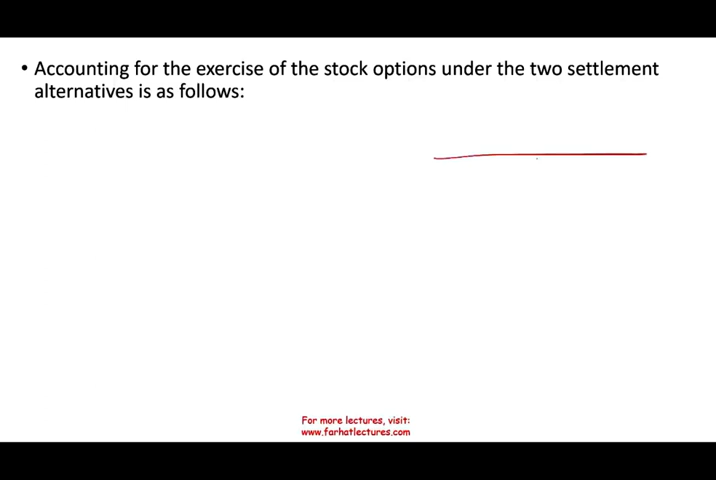 • Accounting for the exercise of the stock options under the two settlement
alternatives is as follows:
For more lectures, visit:
www.farhatlectures.com